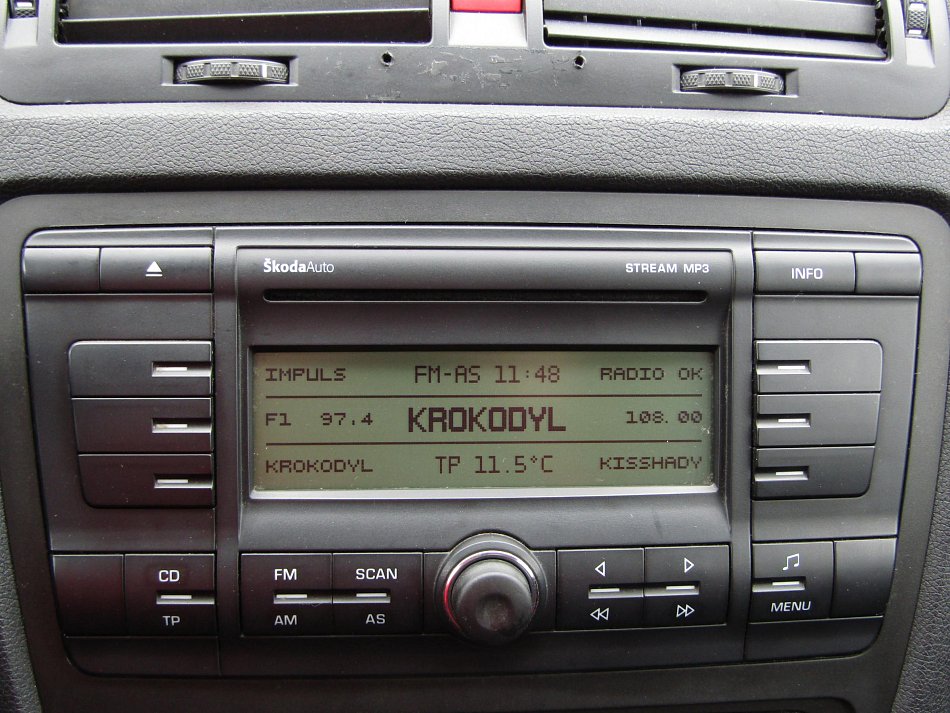 ŠkodaAuto STREAM MP3 INFO
IMPULS FM-AS 11:48 RADIO OK
F1 97.4 KROKODYL 108.00
KROKODYL TP 11.5°C KISSHADY
CD FM SCAN
TP AM AS MENU